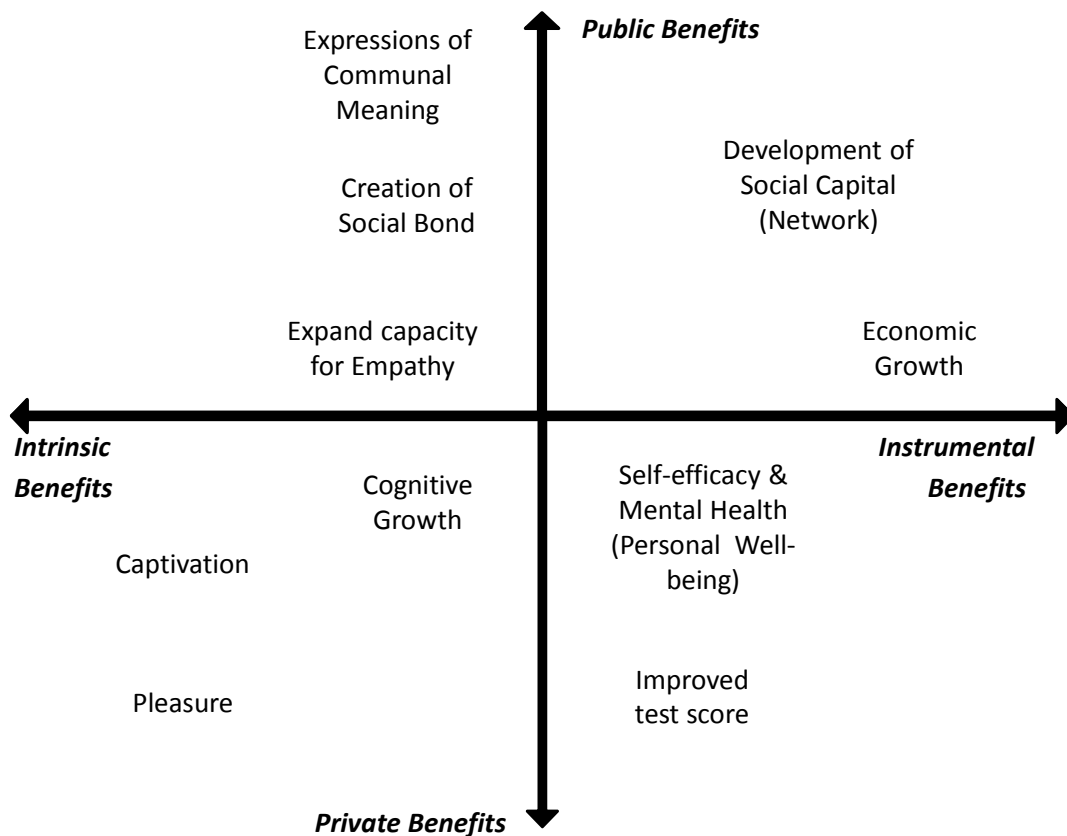 Expressions of
Communal
Meaning
Public Benefits
Development of
Social Capital
(Network)
Creation of
Social Bond
Expand capacity
for Empathy
Economic
Growth
Intrinsic
Benefits
Instrumental
Benefits
Cognitive
Growth
Self-efficacy &
Mental Health
(Personal Well-
being)
Captivation
Pleasure
Improved
test score
Private Benefits